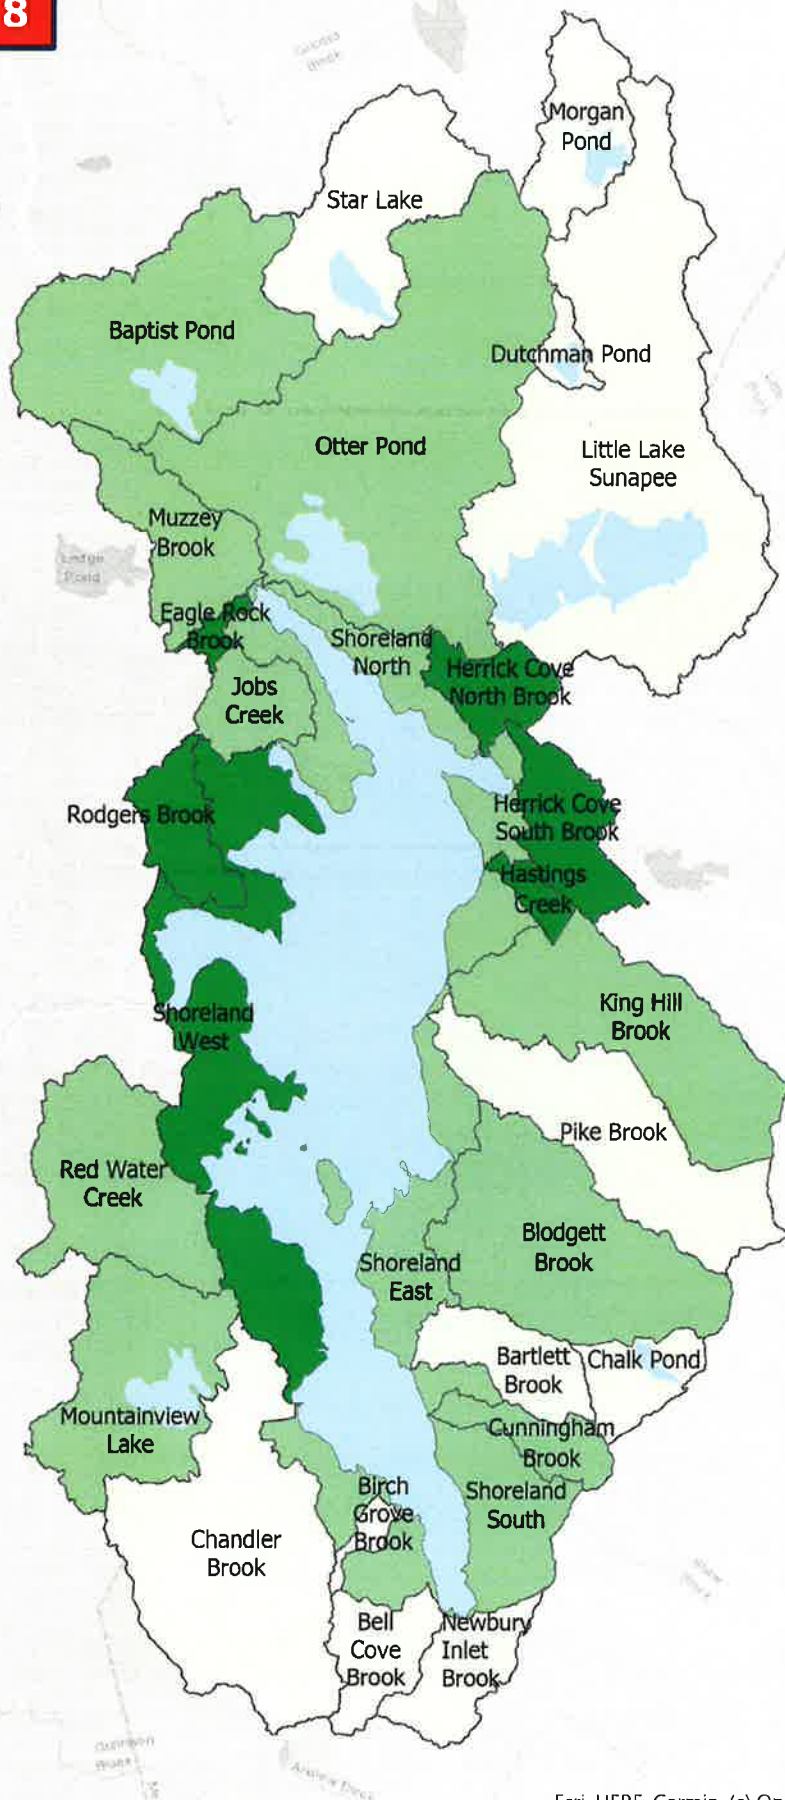 8
Morgan
Pond
Star Lake
Baptist Pond
Dutchman Pond
Otter Pond
Little Lake
Sunapee
Muzzey
Brook
Ledge
Pond
Eagle Rock
Brook
Shoreland
North
Herrick Cove
North Brook
Jobs
Creek
Rodgers Brook
Herrick Cove
South Brook
Hastings
Creek
King Hill
Brook
Shoreland
West
Pike Brook
Red Water
Creek
Blodgett
Brook
Shoreland
East
Bartlett
Brook
Chalk Pond
Mountainview
Lake
Cunningham
Brook
Birch
Grove
Brook
Shoreland
South
Chandler
Brook
Bell
Cove
Brook
Newbury
Inlet
Brook
Brook